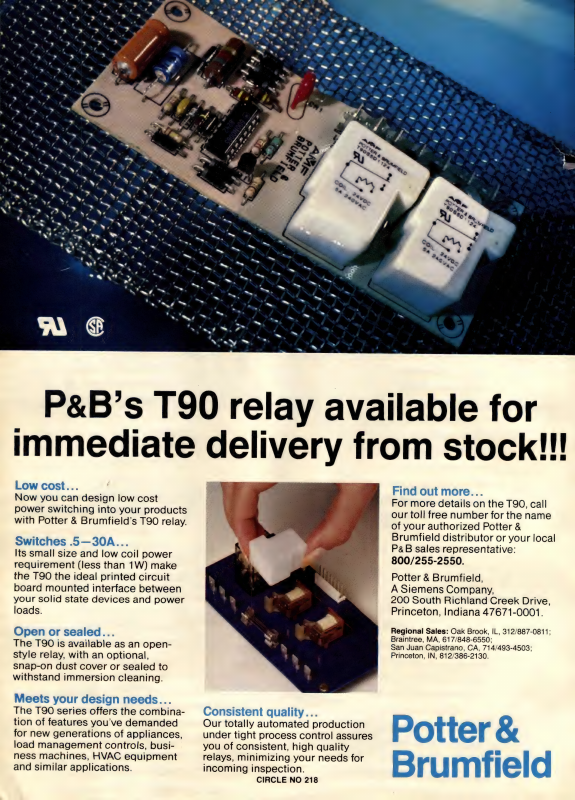 AMF
POTTER &
BRUMFIELD
COIL 24VDC
5A 240VAC
COIL 24VDC
5A 240VAC
P&B's T90 relay available for
immediate delivery from stock!!!
Low cost...
Now you can design low cost
power switching into your products
with Potter & Brumfield's T90 relay.
Switches .5—30A...
Its small size and low coil power
requirement (less than 1W) make
the T90 the ideal printed circuit
board mounted interface between
your solid state devices and power
loads.
Open or sealed...
The T90 is available as an open-
style relay, with an optional,
snap-on dust cover or sealed to
withstand immersion cleaning.
Meets your design needs...
The T90 series offers the combina-
tion of features you've demanded
for new generations of appliances,
load management controls, busi-
ness machines, HVAC equipment
and similar applications.
Consistent quality...
Our totally automated production
under tight process control assures
you of consistent, high quality
relays, minimizing your needs for
incoming inspection.
CIRCLE NO 218
Find out more...
For more details on the T90, call
our toll free number for the name
of your authorized Potter &
Brumfield distributor or your local
P&B sales representative:
800/255-2550.
Potter & Brumfield,
A Siemens Company,
200 South Richland Creek Drive,
Princeton, Indiana 47671-0001.
Regional Sales: Oak Brook, IL, 312/887-0811;
Braintree, MA, 617/848-6550;
San Juan Capistrano, CA, 714/493-4503;
Princeton, IN, 812/386-2130.
Potter &
Brumfield